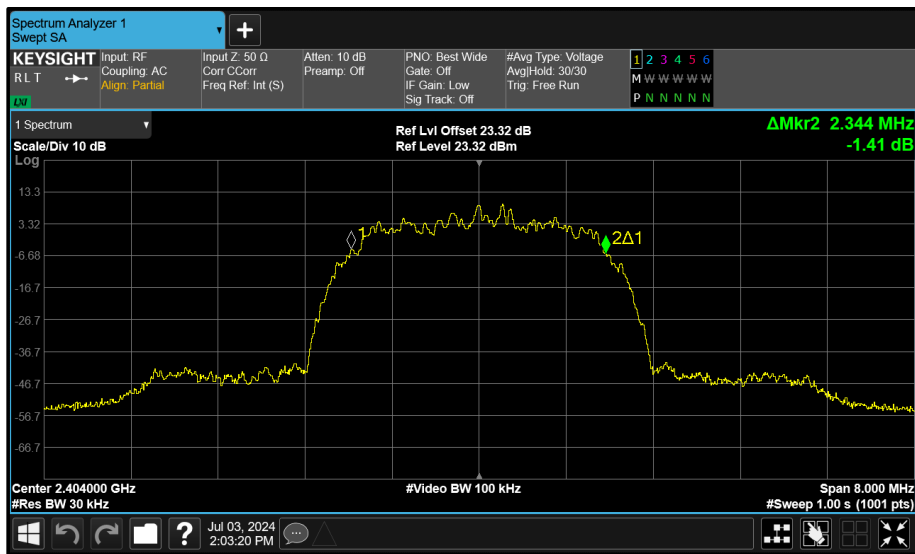 Spectrum Analyzer 1
Swept SA
KEYSIGHT
R L T
LXI
Input: RF
Coupling: AC
Align: Partial
Input Z: 50 Ω
Corr CCorr
Freq Ref: Int (S)
Atten: 10 dB
Preamp: Off
PNO: Best Wide
Gate: Off
IF Gain: Low
Sig Track: Off
#Avg Type: Voltage
Avg|Hold: 30/30
Trig: Free Run
1 2 3 4 5 6
M W W W W W
P N N N N N
1 Spectrum
Scale/Div 10 dB
Log
Ref Lvl Offset 23.32 dB
Ref Level 23.32 dBm
ΔMkr2 2.344 MHz
-1.41 dB
13.3
3.32
-6.68
-16.7
-26.7
-36.7
-46.7
-56.7
-66.7
1
2Δ1
Center 2.404000 GHz
#Res BW 30 kHz
#Video BW 100 kHz
Span 8.000 MHz
#Sweep 1.00 s (1001 pts)
?
Jul 03, 2024
2:03:20 PM